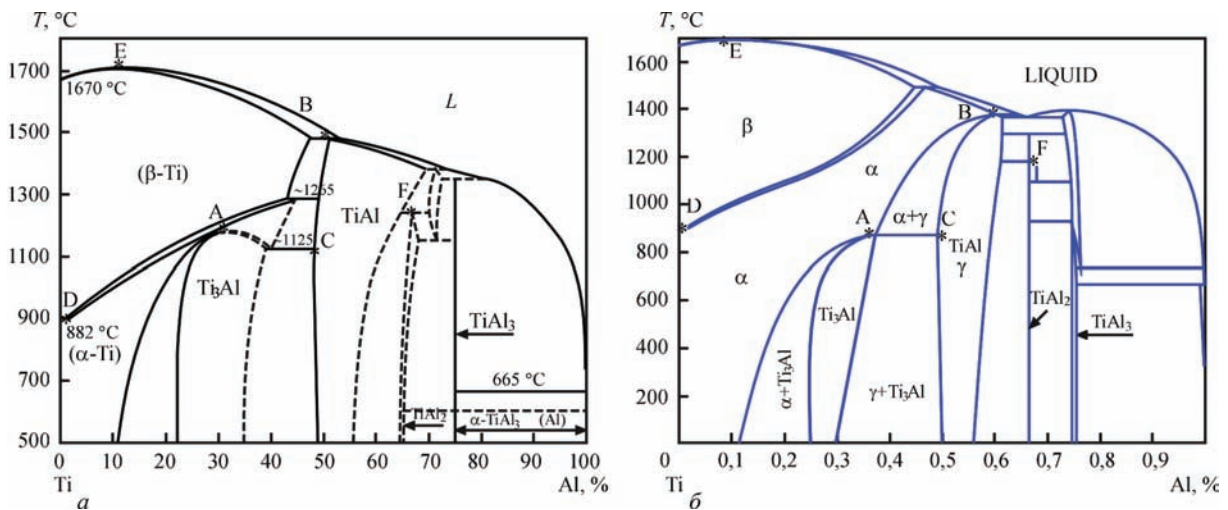 T, °C
1700
1500
1300
1100
900
700
500
E
1670 °C
B
L
(β-Ti)
~1265
A
F
TiAl
~1125
C
Ti₃Al
D
882 °C
(α-Ti)
TiAl₃
665 °C
TiAl₂
α-TiAl₃ (Al)
0 10 20 30 40 50 60 70 80 90 100
Ti Al, %
а
T, °C
1600
1400
1200
1000
800
600
400
200
E
LIQUID
B
β
F
α
D
A
α+γ
C
TiAl
γ
α
Ti₃Al
TiAl₂
TiAl₃
α+Ti₃Al
γ+Ti₃Al
0 0,1 0,2 0,3 0,4 0,5 0,6 0,7 0,8 0,9
Ti Al, %
б